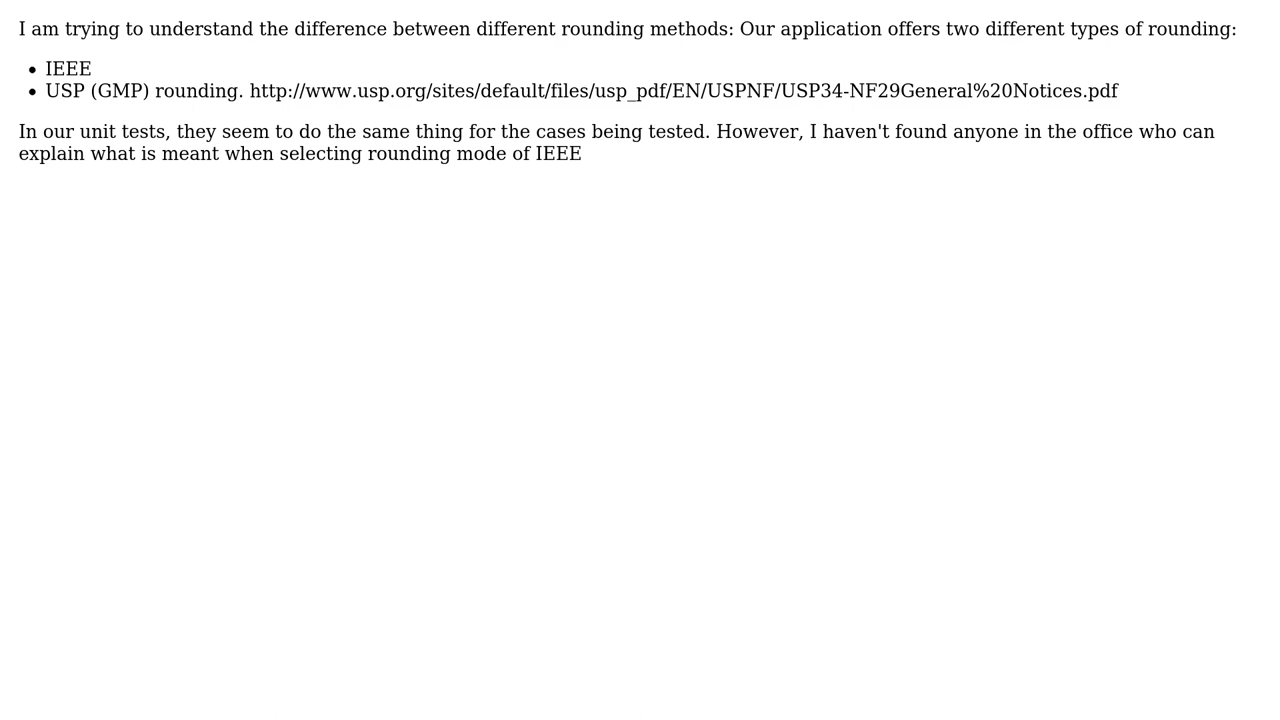 I am trying to understand the difference between different rounding methods: Our application offers two different types of rounding:
• IEEE
• USP (GMP) rounding. http://www.usp.org/sites/default/files/usp_pdf/EN/USPNF/USP34-NF29General%20Notices.pdf
In our unit tests, they seem to do the same thing for the cases being tested. However, I haven't found anyone in the office who can
explain what is meant when selecting rounding mode of IEEE